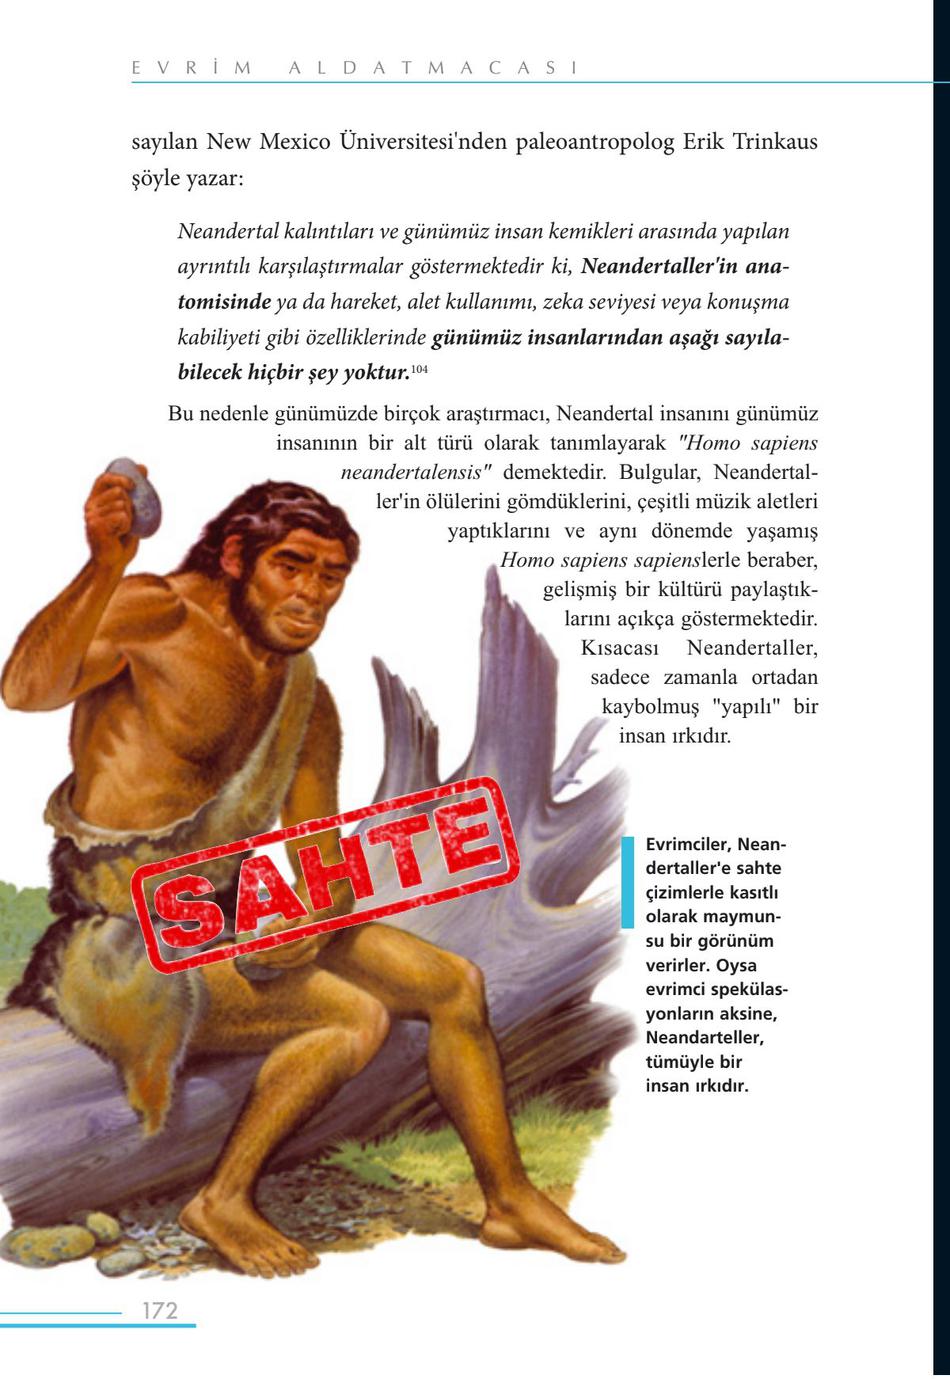 EVRİM ALDATMACASI
sayılan New Mexico Üniversitesi'nden paleoantropolog Erik Trinkaus
şöyle yazar:
Neandertal kalıntıları ve günümüz insan kemikleri arasında yapılan
ayrıntılı karşılaştırmalar göstermektedir ki, Neandertaller'in ana-
tomisinde ya da hareket, alet kullanımı, zeka seviyesi veya konuşma
kabiliyeti gibi özelliklerinde günümüz insanlarından aşağı sayıla-
bilecek hiçbir şey yoktur.104
Bu nedenle günümüzde birçok araştırmacı, Neandertal insanını günümüz
insanının bir alt türü olarak tanımlayarak "Homo sapiens
neandertalensis" demektedir. Bulgular, Neandertal-
ler'in ölülerini gömdüklerini, çeşitli müzik aletleri
yaptıklarını ve aynı dönemde yaşamış
Homo sapiens sapienslerle beraber,
gelişmiş bir kültürü paylaştık-
larını açıkça göstermektedir.
Kısacası Neandertaller,
sadece zamanla ortadan
kaybolmuş "yapılı" bir
insan ırkıdır.
SAHTE
Evrimciler, Nean-
dertaller'e sahte
çizimlerle kasıtlı
olarak maymun-
su bir görünüm
verirler. Oysa
evrimci spekülas-
yonların aksine,
Neandarteller,
tümüyle bir
insan ırkıdır.
172